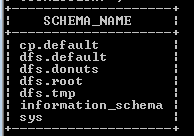 SCHEMA_NAME
cp.default
dfs.default
dfs.donuts
dfs.root
dfs.tmp
information_schema
sys